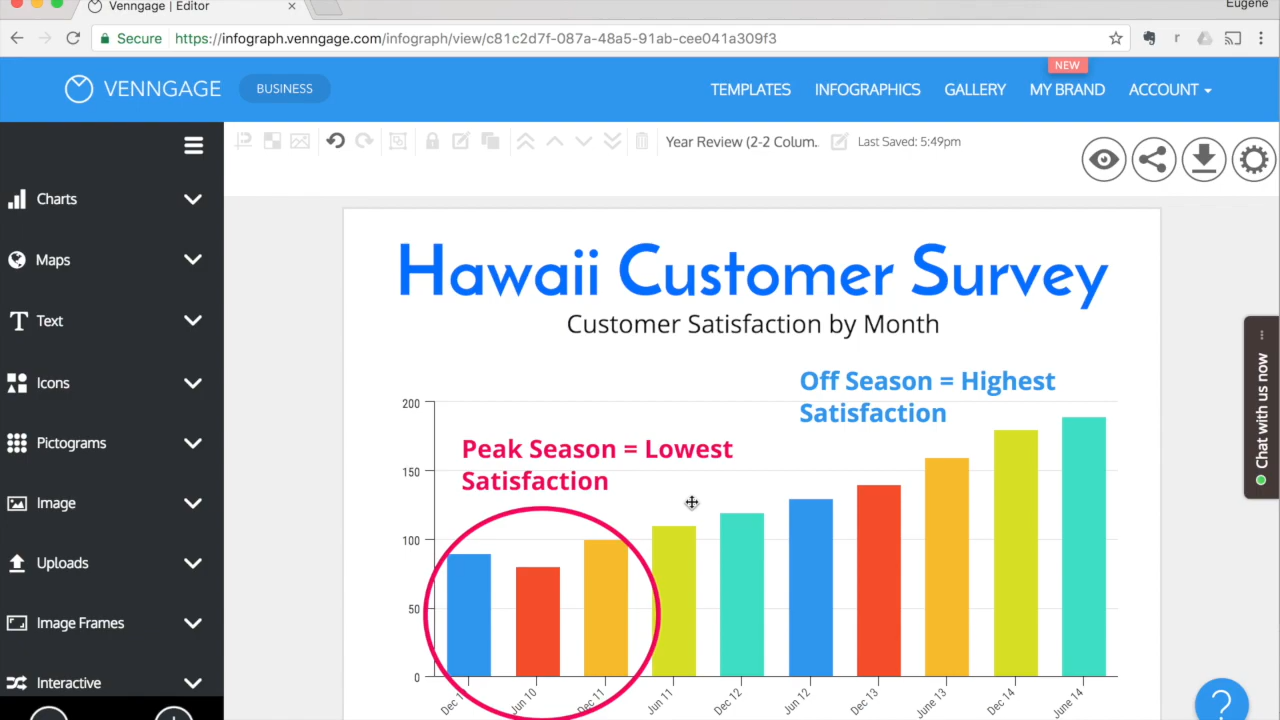 Venngage | Editor
Eugene
Secure
https://infograph.venngage.com/infograph/view/c81c2d7f-087a-48a5-91ab-cee041a309f3
VENNGAGE
BUSINESS
TEMPLATES
INFOGRAPHICS
GALLERY
NEW
MY BRAND
ACCOUNT
Year Review (2-2 Colum..
Last Saved: 5:49pm
Charts
Maps
Text
Icons
Pictograms
Image
Uploads
Image Frames
Interactive
Hawaii Customer Survey
Customer Satisfaction by Month
Off Season = Highest
Satisfaction
Peak Season = Lowest
Satisfaction
200
150
100
50
0
Dec 1
Jun 10
Dec 11
Jun 11
Dec 12
Jun 12
Dec 13
June 13
Dec 14
June 14
Chat with us now
?